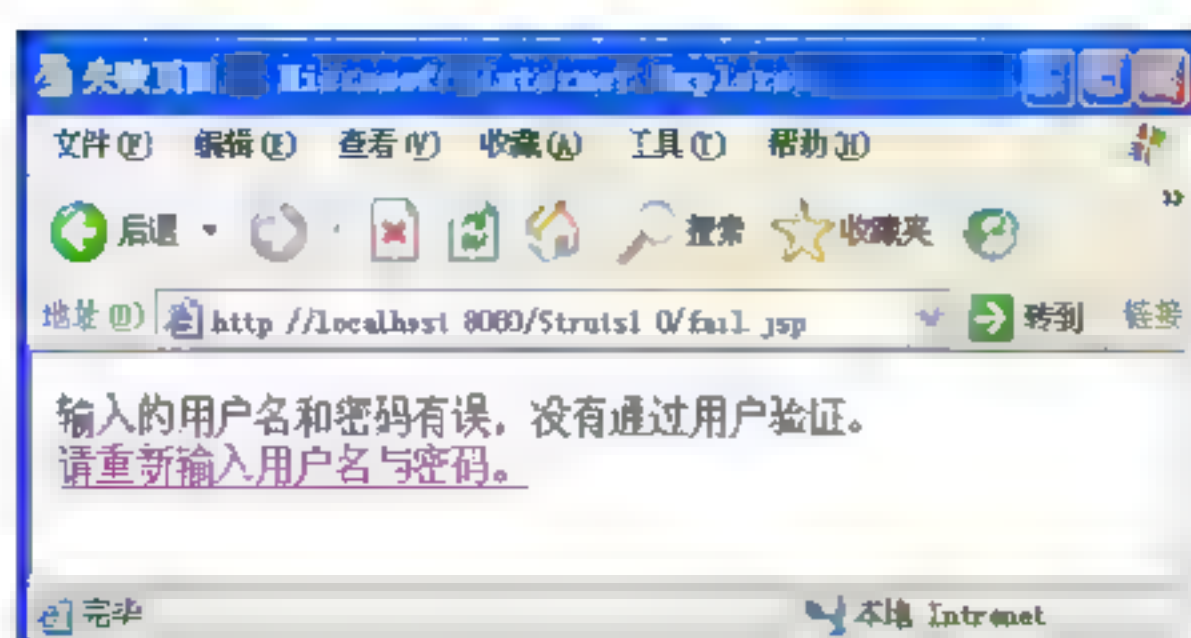 失败页面 Microsoft Internet Explorer
文件(F) 编辑(E) 查看(V) 收藏(A) 工具(T) 帮助(H)
后退 搜索 收藏夹 »
地址(D) http //localhost 8080/Struts1 0/fail jsp 转到 链接
输入的用户名和密码有误，没有通过用户验证。
请重新输入用户名与密码。
完毕 本地 Intranet